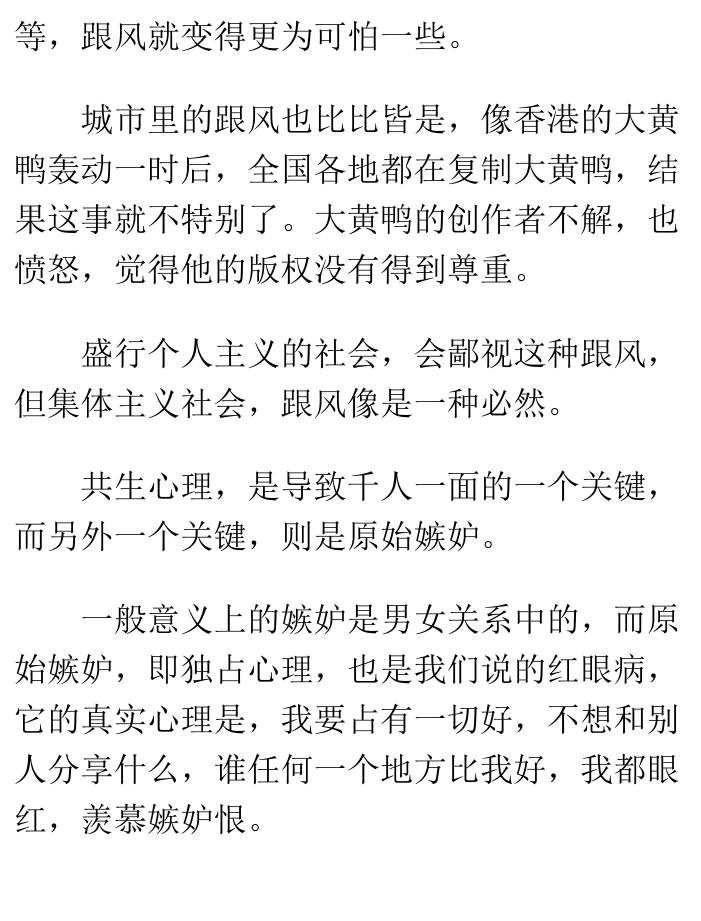 等，跟风就变得更为可怕一些。
城市里的跟风也比比皆是，像香港的大黄
鸭轰动一时后，全国各地都在复制大黄鸭，结
果这事就不特别了。大黄鸭的创作者不解，也
愤怒，觉得他的版权没有得到尊重。
盛行个人主义的社会，会鄙视这种跟风，
但集体主义社会，跟风像是一种必然。
共生心理，是导致千人一面的一个关键，
而另外一个关键，则是原始嫉妒。
一般意义上的嫉妒是男女关系中的，而原
始嫉妒，即独占心理，也是我们说的红眼病，
它的真实心理是，我要占有一切好，不想和别
人分享什么，谁任何一个地方比我好，我都眼
红，羡慕嫉妒恨。